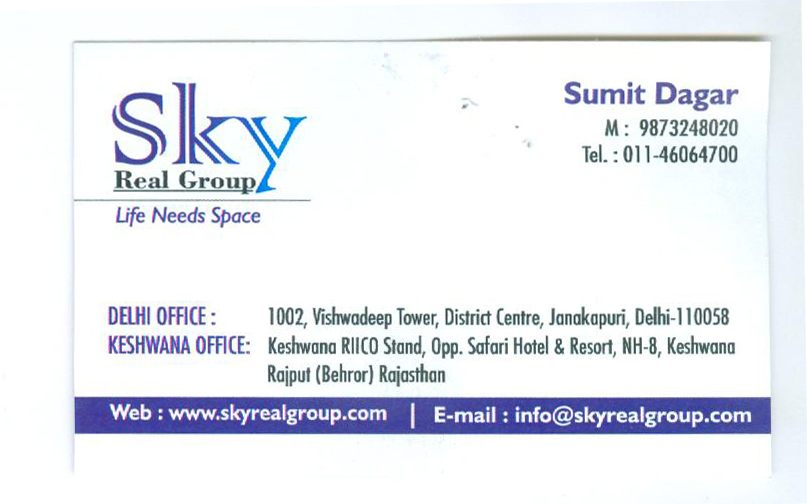 Sky
Real Group
Life Needs Space
Sumit Dagar
M : 9873248020
Tel. : 011-46064700
DELHI OFFICE : 1002, Vishwadeep Tower, District Centre, Janakapuri, Delhi-110058
KESHWANA OFFICE: Keshwana RIICO Stand, Opp. Safari Hotel & Resort, NH-8, Keshwana
Rajput (Behror) Rajasthan
Web : www.skyrealgroup.com | E-mail : info@skyrealgroup.com